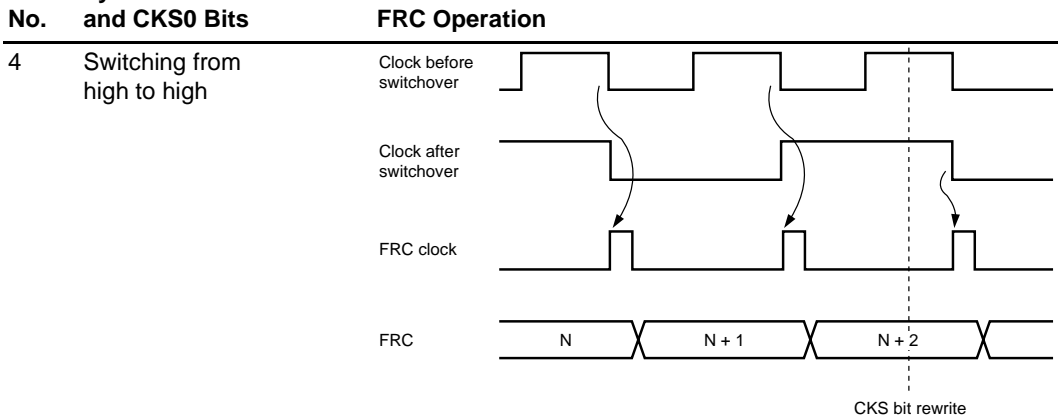 No. and CKS0 Bits FRC Operation
4 Switching from
high to high
Clock before
switchover
Clock after
switchover
FRC clock
FRC N N + 1 N + 2
CKS bit rewrite